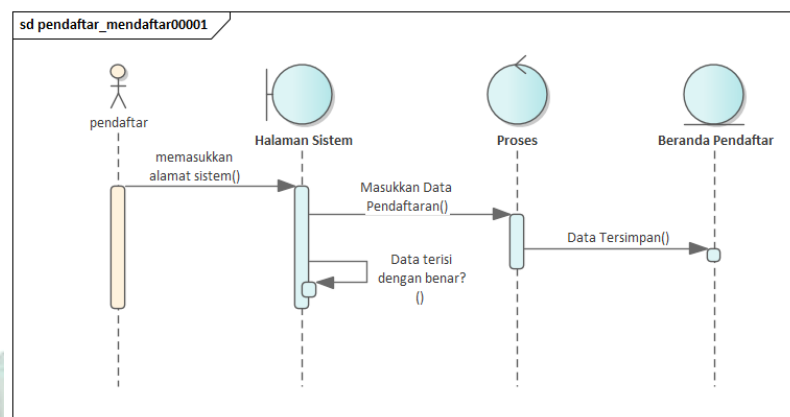 sd pendaftar_mendaftar00001
pendaftar
Halaman Sistem
Proses
Beranda Pendaftar
memasukkan
alamat sistem()
Masukkan Data
Pendaftaran()
Data Tersimpan()
Data terisi
dengan benar?
()